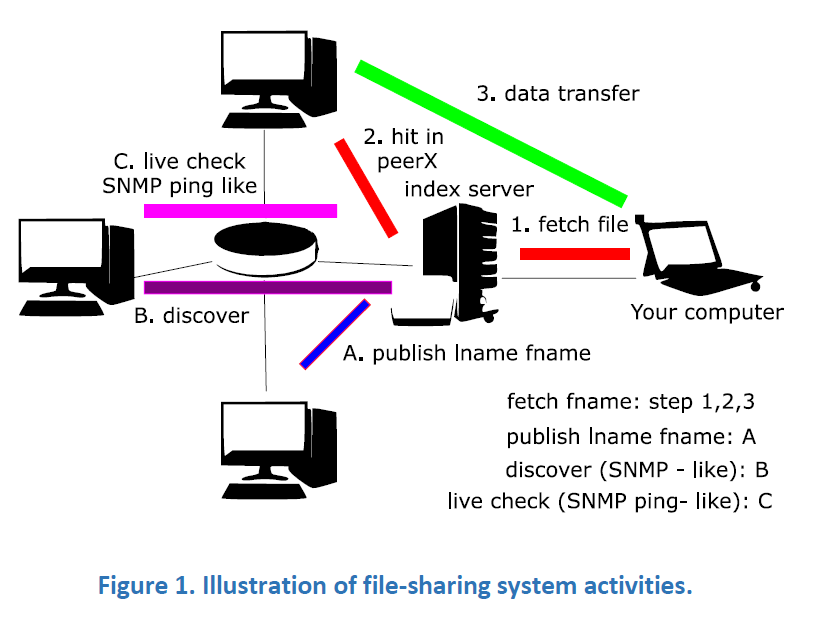 3. data transfer
2. hit in
peerX
C. live check
SNMP ping like
index server
1. fetch file
B. discover
Your computer
A. publish lname fname
fetch fname: step 1,2,3
publish lname fname: A
discover (SNMP - like): B
live check (SNMP ping- like): C
Figure 1. Illustration of file-sharing system activities.